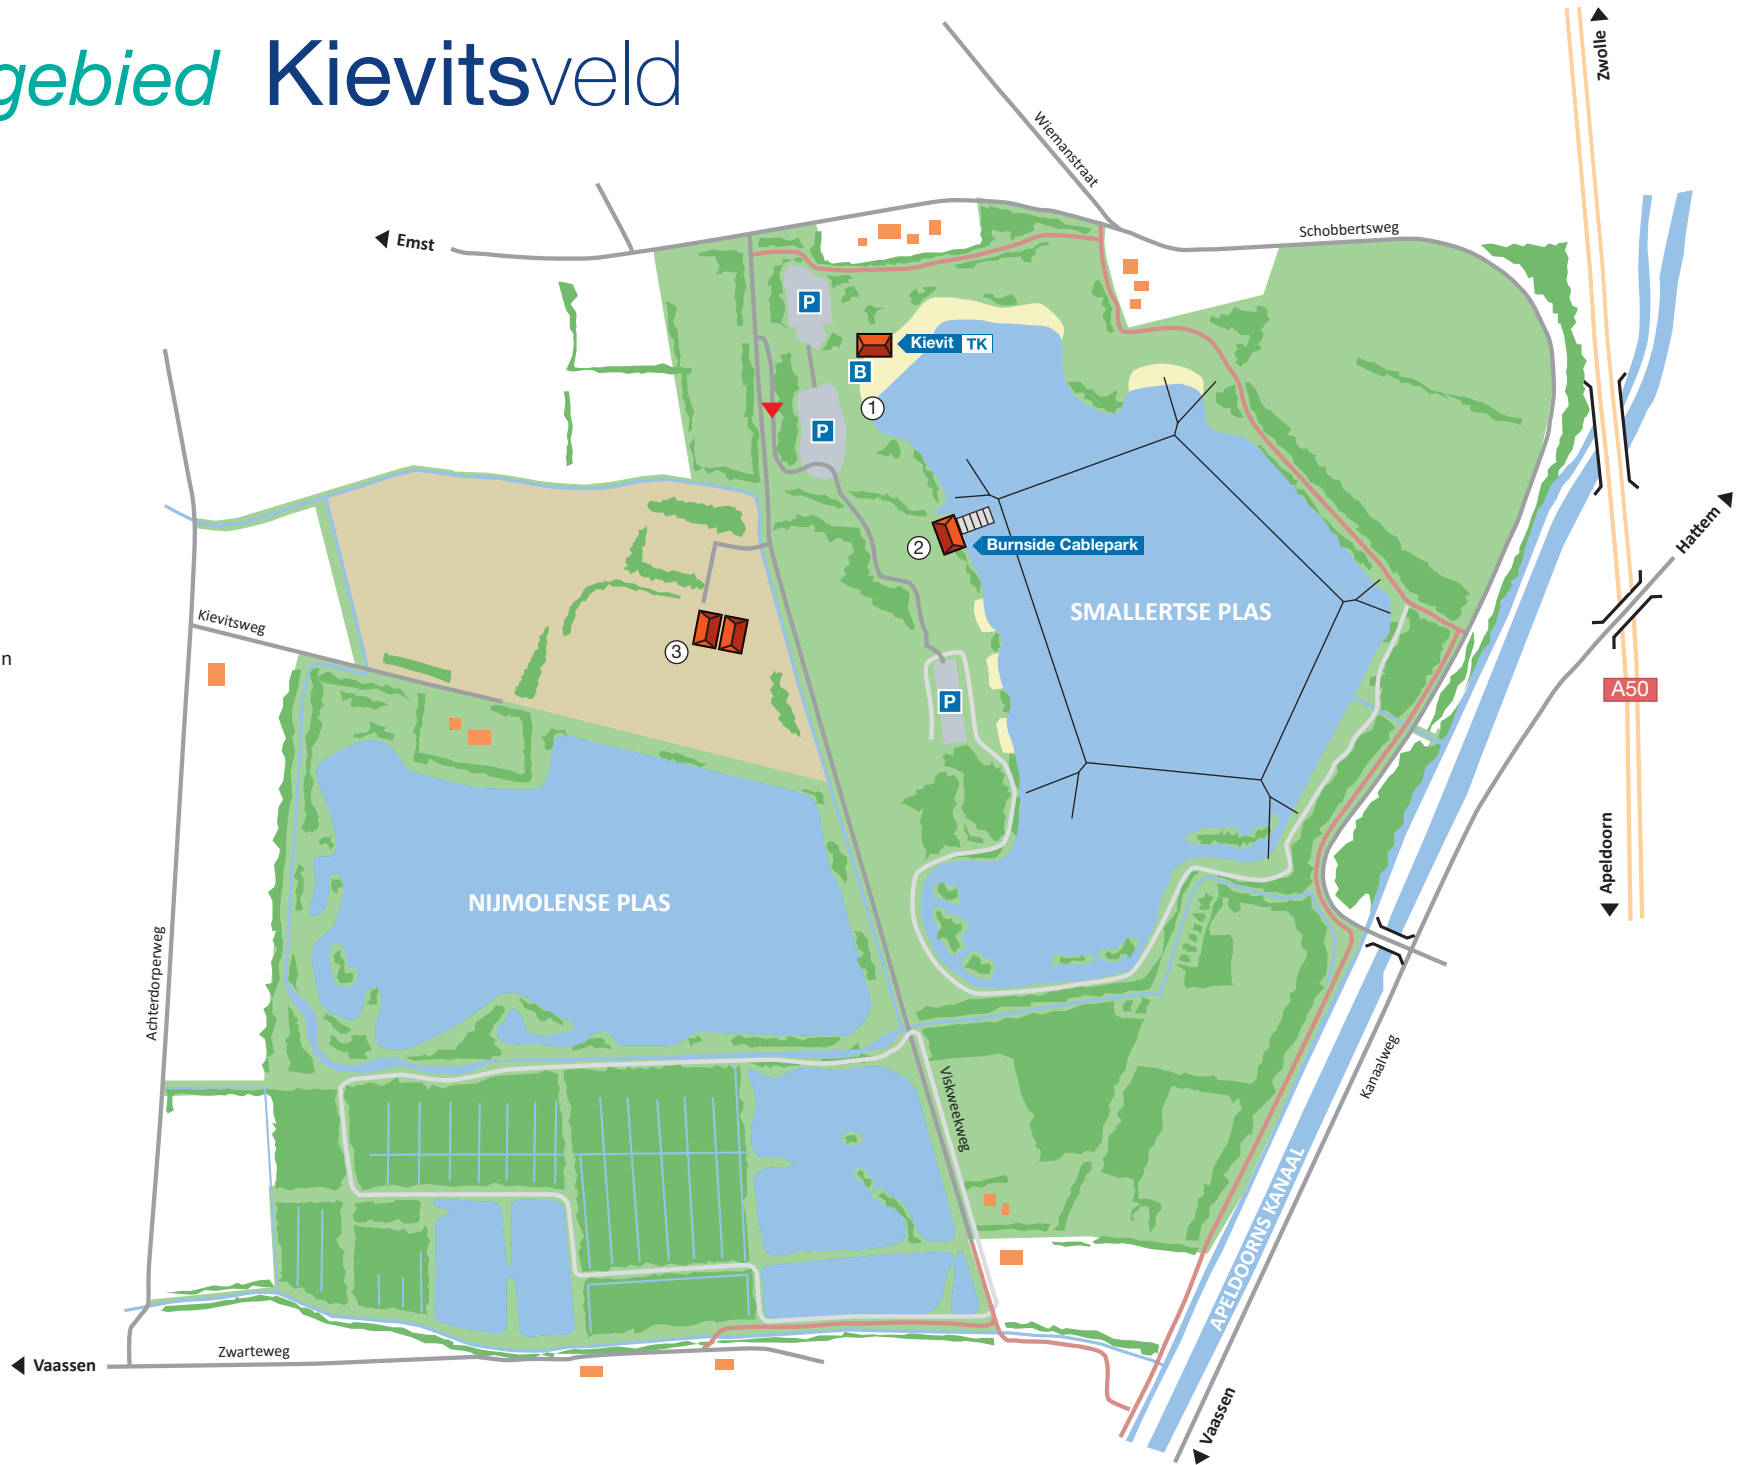 gebied Kievitsveld
Zwolle
Wiemanstraat
Schobbertsweg
Emst
P
Kievit TK
B
1
P
Hattem
2
Burnside Cablepark
SMALLERTSE PLAS
Kievitsweg
3
n
A50
P
Apeldoorn
NIJMOLENSE PLAS
Achterdorperweg
Kanaalweg
Viskweekweg
APELDOORNS KANAAL
Zwarteweg
Vaassen
Vaassen